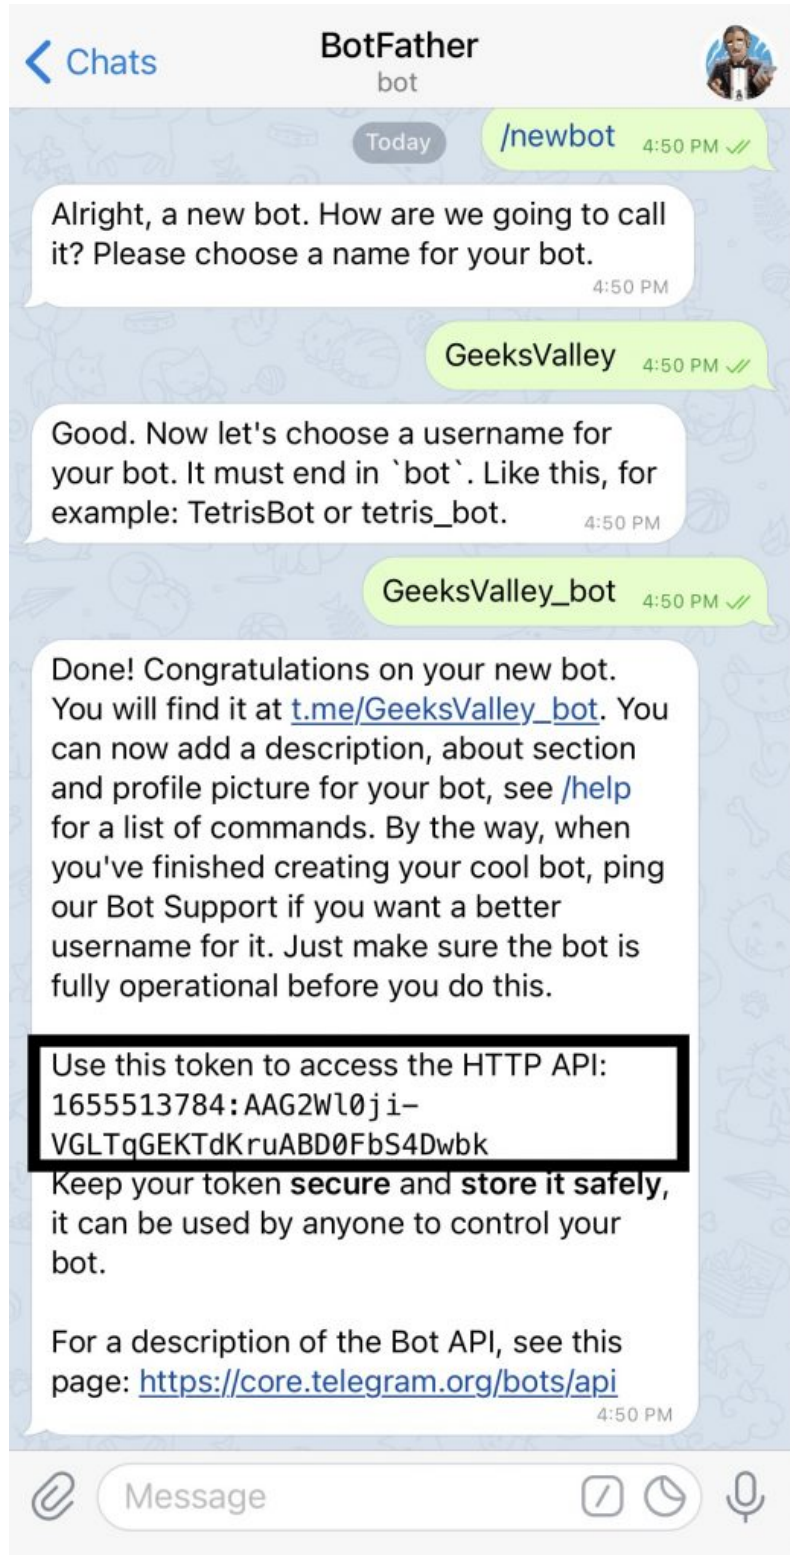 Chats
BotFather
bot
Today
/newbot 4:50 PM
Alright, a new bot. How are we going to call
it? Please choose a name for your bot.
4:50 PM
GeeksValley 4:50 PM
Good. Now let's choose a username for
your bot. It must end in `bot`. Like this, for
example: TetrisBot or tetris_bot. 4:50 PM
GeeksValley_bot 4:50 PM
Done! Congratulations on your new bot.
You will find it at t.me/GeeksValley_bot. You
can now add a description, about section
and profile picture for your bot, see /help
for a list of commands. By the way, when
you've finished creating your cool bot, ping
our Bot Support if you want a better
username for it. Just make sure the bot is
fully operational before you do this.
Use this token to access the HTTP API:
1655513784:AAG2Wl0ji-
VGLTqGEKTdKruABD0FbS4Dwbk
Keep your token secure and store it safely,
it can be used by anyone to control your
bot.
For a description of the Bot API, see this
page: https://core.telegram.org/bots/api
4:50 PM
Message